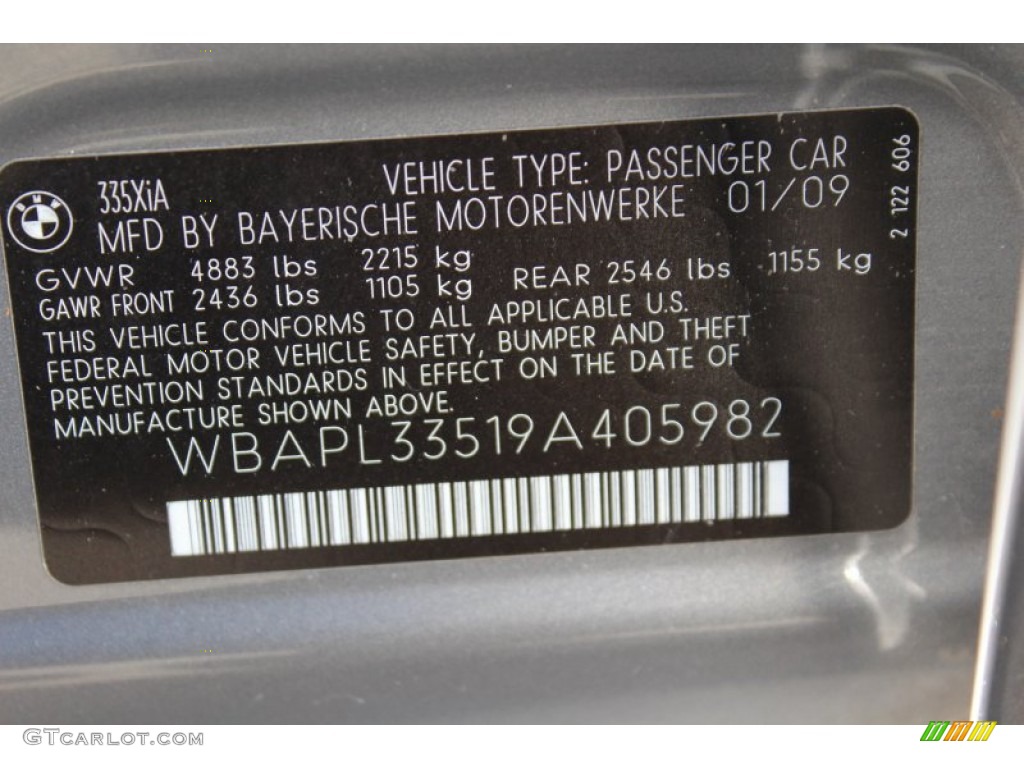 335XiA VEHICLE TYPE: PASSENGER CAR
MFD BY BAYERISCHE MOTORENWERKE 01/09
GVWR 4883 lbs 2215 kg
GAWR FRONT 2436 lbs 1105 kg REAR 2546 lbs 1155 kg
THIS VEHICLE CONFORMS TO ALL APPLICABLE U.S.
FEDERAL MOTOR VEHICLE SAFETY, BUMPER AND THEFT
PREVENTION STANDARDS IN EFFECT ON THE DATE OF
MANUFACTURE SHOWN ABOVE.
WBAPL33519A405982
2 122 606
BMW
GTCarLot.com